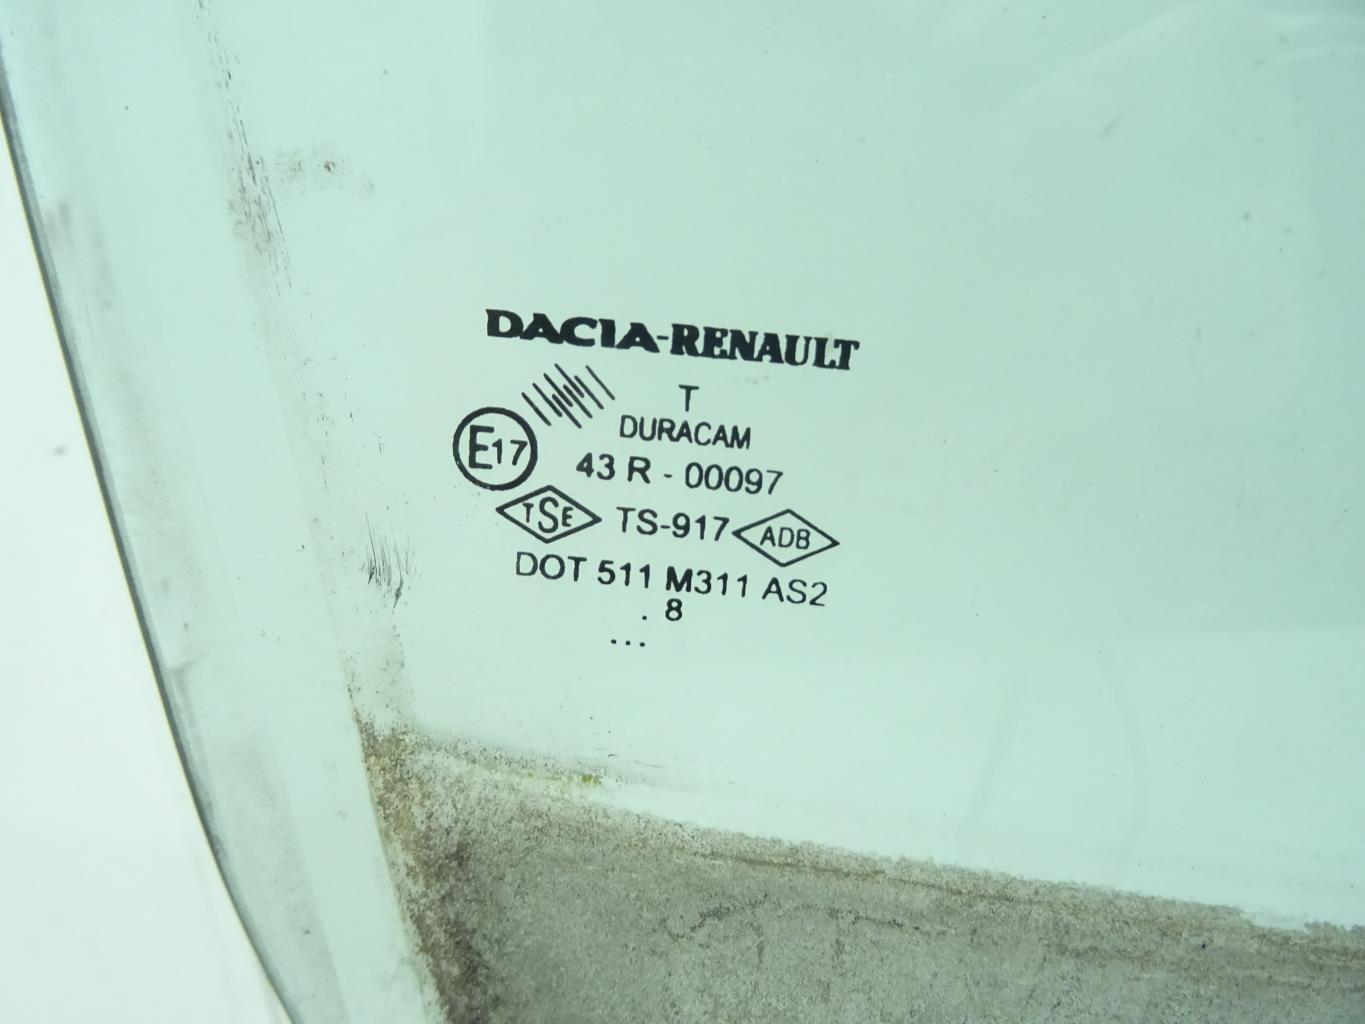 DACIA-RENAULT
T
DURACAM
E17
43 R - 00097
TSE TS-917 ADB
DOT 511 M311 AS2
. 8
...